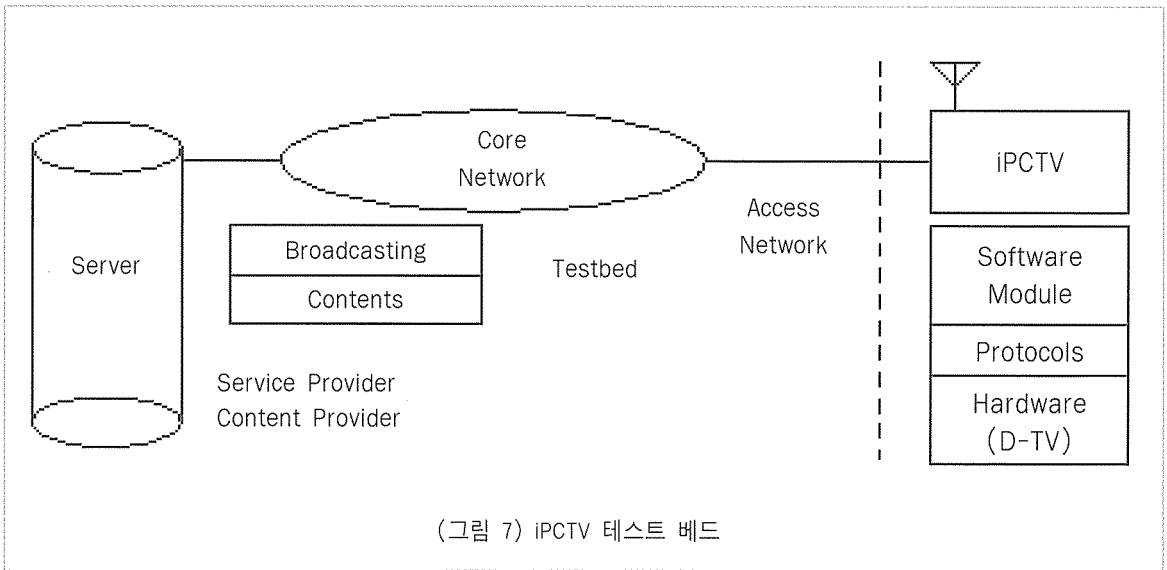 Server
Core
Network
Broadcasting
Contents
Testbed
Service Provider
Content Provider
Access
Network
iPCTV
Software
Module
Protocols
Hardware
(D-TV)
(그림 7) iPCTV 테스트 베드